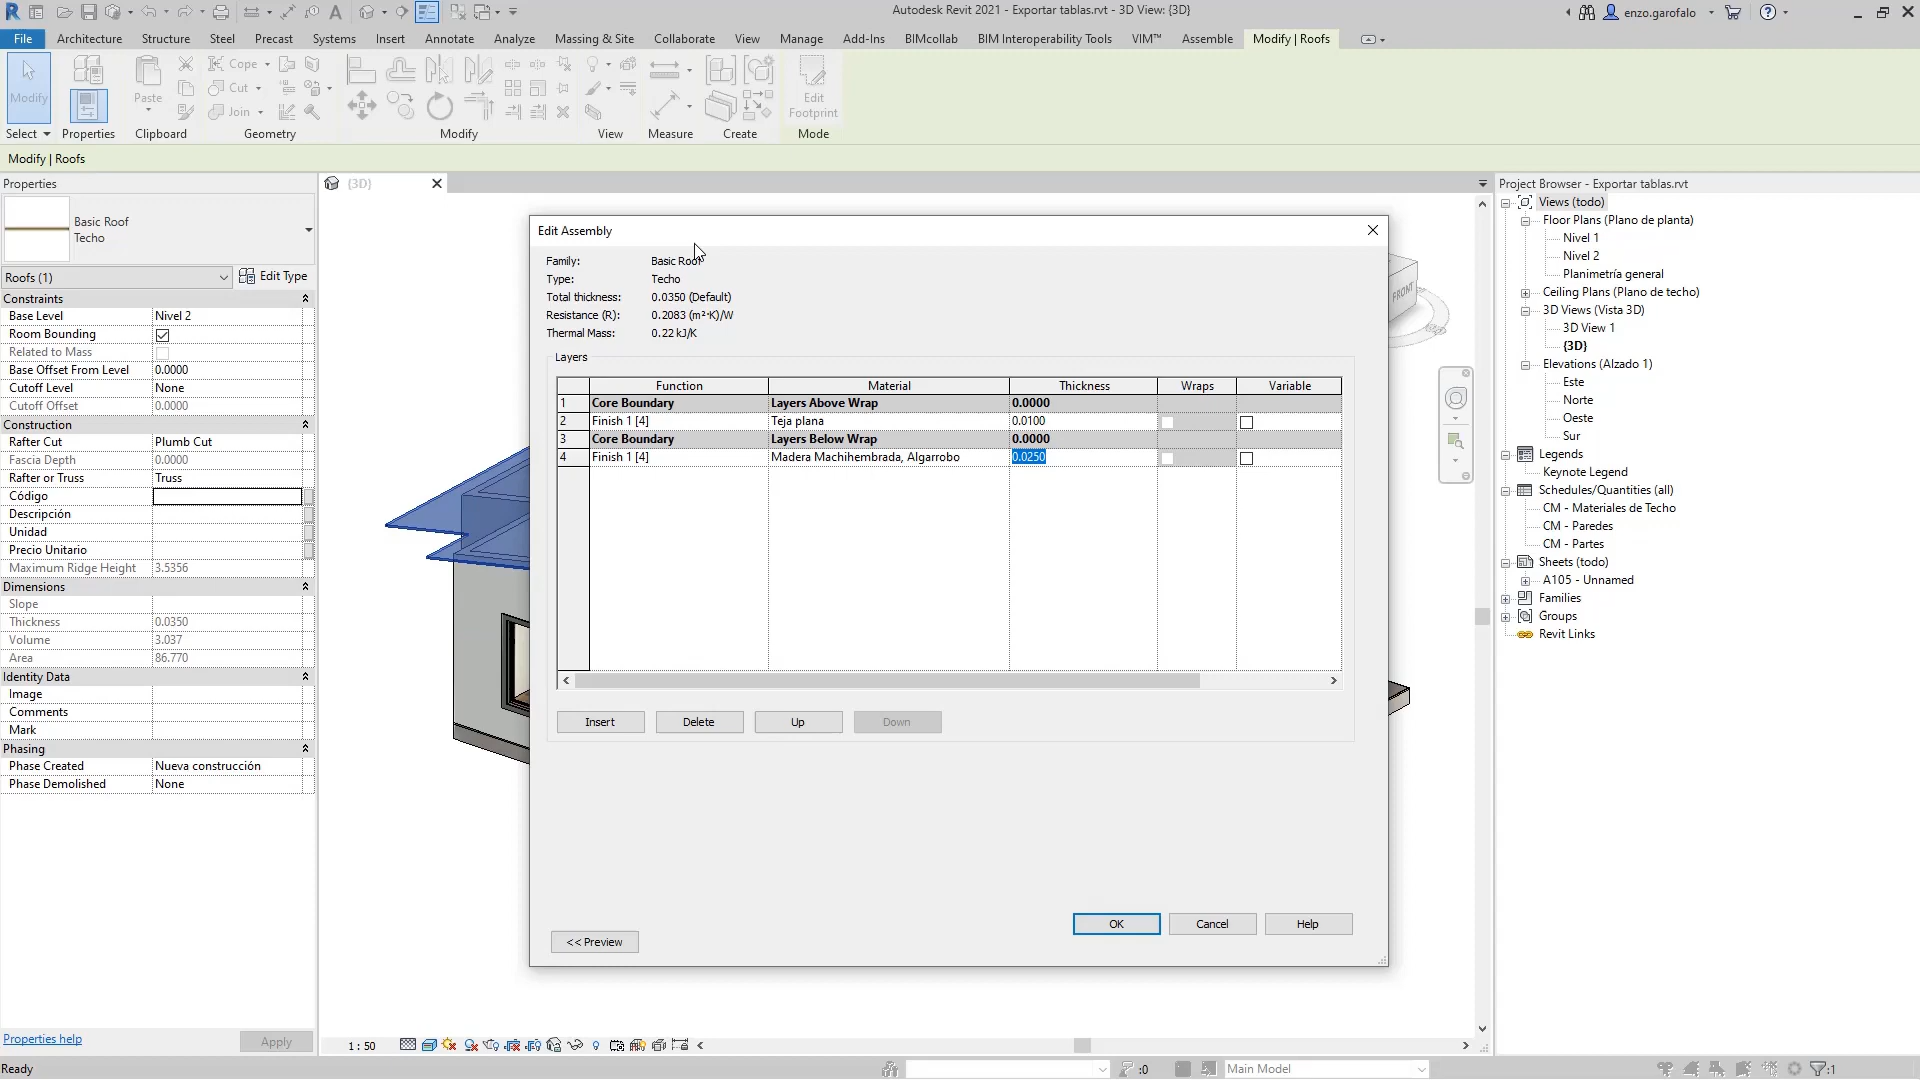 Autodesk Revit 2021 - Exportar tablas.rvt - 3D View: {3D}
enzo.garofalo
File Architecture Structure Steel Precast Systems Insert Annotate Analyze Massing & Site Collaborate View Manage Add-Ins BIMcollab BIM Interoperability Tools VIM™ Assemble Modify | Roofs
Modify
Paste
Cope
Cut
Join
Edit
Footprint
Select Properties Clipboard Geometry Modify View Measure Create Mode
Modify | Roofs
Properties
Basic Roof
Techo
Roofs (1) Edit Type
Constraints
Base Level Nivel 2
Room Bounding
Related to Mass
Base Offset From Level 0.0000
Cutoff Level None
Cutoff Offset 0.0000
Construction
Rafter Cut Plumb Cut
Fascia Depth 0.0000
Rafter or Truss Truss
Código
Descripción
Unidad
Precio Unitario
Maximum Ridge Height 3.5356
Dimensions
Slope
Thickness 0.0350
Volume 3.037
Area 86.770
Identity Data
Image
Comments
Mark
Phasing
Phase Created Nueva construcción
Phase Demolished None
Properties help Apply
{3D}
FRONT
Edit Assembly
Family: Basic Roof
Type: Techo
Total thickness: 0.0350 (Default)
Resistance (R): 0.2083 (m²·K)/W
Thermal Mass: 0.22 kJ/K
Layers
Function Material Thickness Wraps Variable
1 Core Boundary Layers Above Wrap 0.0000
2 Finish 1 [4] Teja plana 0.0100
3 Core Boundary Layers Below Wrap 0.0000
4 Finish 1 [4] Madera Machihembrada, Algarrobo 0.0250
Insert Delete Up Down
OK Cancel Help
<< Preview
Project Browser - Exportar tablas.rvt
Views (todo)
Floor Plans (Plano de planta)
Nivel 1
Nivel 2
Planimetría general
Ceiling Plans (Plano de techo)
3D Views (Vista 3D)
3D View 1
{3D}
Elevations (Alzado 1)
Este
Norte
Oeste
Sur
Legends
Keynote Legend
Schedules/Quantities (all)
CM - Materiales de Techo
CM - Paredes
CM - Partes
Sheets (todo)
A105 - Unnamed
Families
Groups
Revit Links
1 : 50
Ready
:0
Main Model
:1